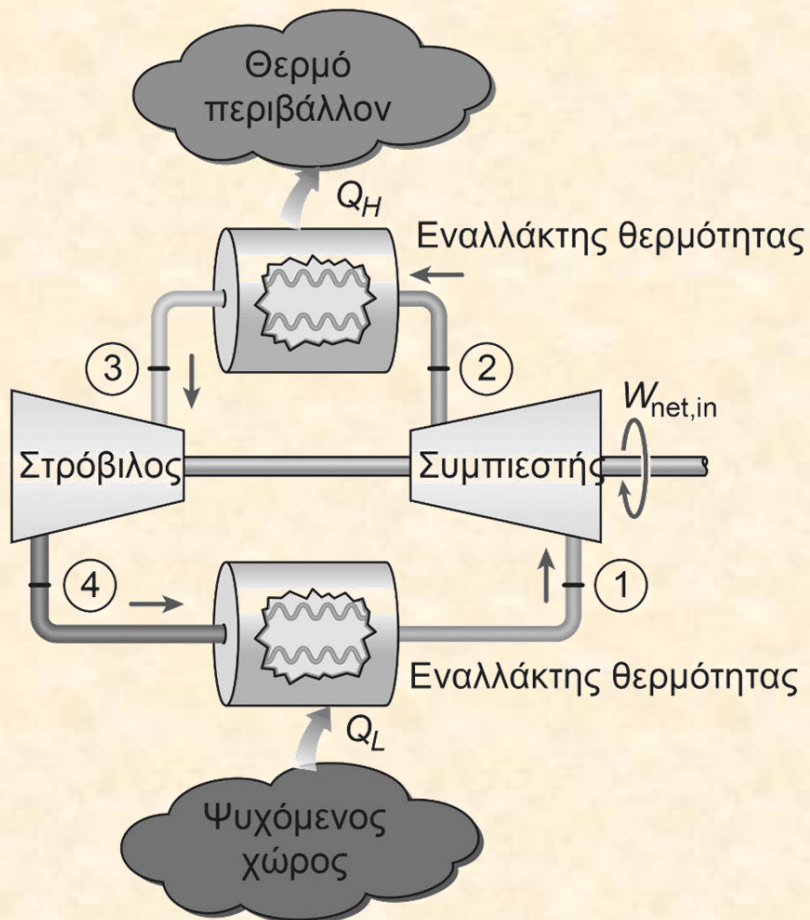 Θερμό
περιβάλλον
Q_H
Εναλλάκτης θερμότητας
3
2
W_net,in
Στρόβιλος
Συμπιεστής
4
1
Εναλλάκτης θερμότητας
Q_L
Ψυχόμενος
χώρος